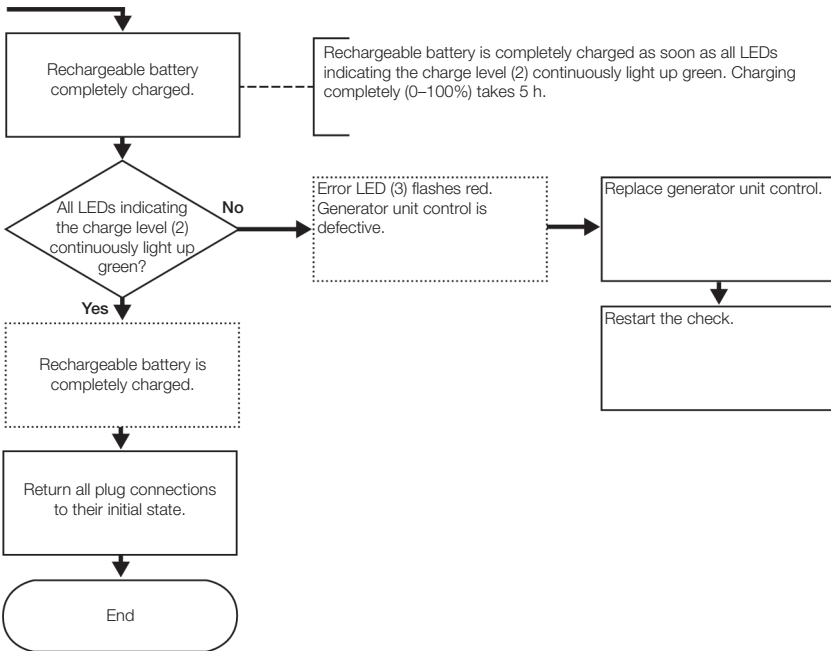 Rechargeable battery
completely charged.
Rechargeable battery is completely charged as soon as all LEDs
indicating the charge level (2) continuously light up green. Charging
completely (0–100%) takes 5 h.
All LEDs indicating
the charge level (2)
continuously light up
green?
No
Error LED (3) flashes red.
Generator unit control is
defective.
Replace generator unit control.
Restart the check.
Yes
Rechargeable battery is
completely charged.
Return all plug connections
to their initial state.
End